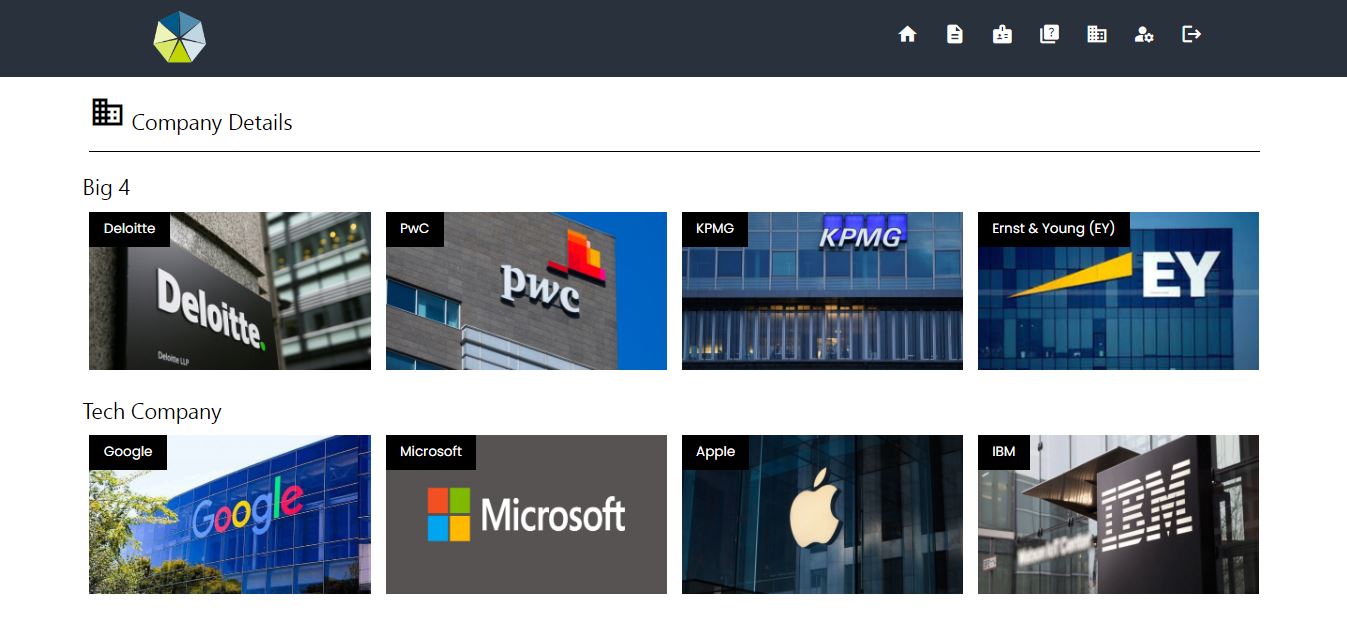 Company Details
Big 4
Deloitte
PwC
KPMG
Ernst & Young (EY)
Deloitte.
Deloitte LLP
pwc
KPMG
EY
Tech Company
Google
Microsoft
Apple
IBM
Google
Microsoft
IBM